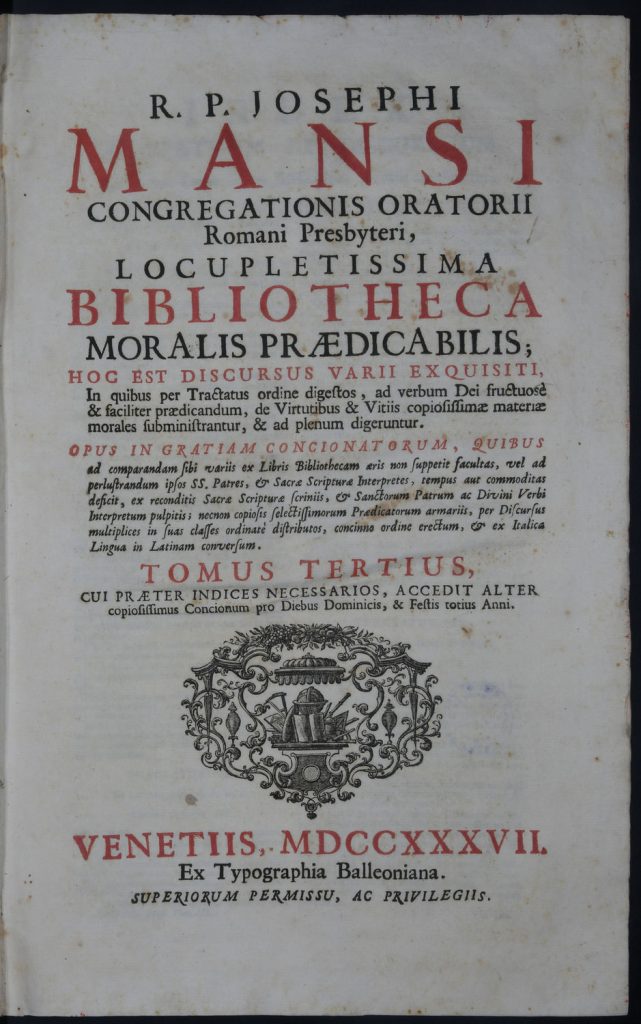 R. P. JOSEPHI
MANSI
CONGREGATIONIS ORATORII
Romani Presbyteri,
LOCUPLETISSIMA
BIBLIOTHECA
MORALIS PRÆDICABILIS;
HOC EST DISCURSUS VARII EXQUISITI,
In quibus per Tractatus ordine digestos, ad verbum Dei fructuosè
& faciliter prædicandum, de Virtutibus & Vitiis copiosissimæ materiæ
morales subministrantur, & ad plenum digeruntur.
OPUS IN GRATIAM CONCIONATORUM, QUIBUS
ad comparandam sibi variis ex Libris Bibliothecam æris non suppetit facultas, vel ad
perlustrandum ipsos SS. Patres, & Sacræ Scripturæ Interpretes, tempus aut commoditas
deficit, ex reconditis Sacræ Scripturæ scriniis, & Sanctorum Patrum ac Divini Verbi
Interpretum pulpitis; necnon copiosis selectissimorum Prædicatorum armariis, per Discursus
multiplices in suas classes ordinatè distributos, concinno ordine erectum, & ex Italica
Lingua in Latinam conversum.
TOMUS TERTIUS,
CUI PRÆTER INDICES NECESSARIOS, ACCEDIT ALTER
copiosissimus Concionum pro Diebus Dominicis, & Festis totius Anni.
VENETIIS, MDCCXXXVII.
Ex Typographia Balleoniana.
SUPERIORUM PERMISSU, AC PRIVILEGIIS.